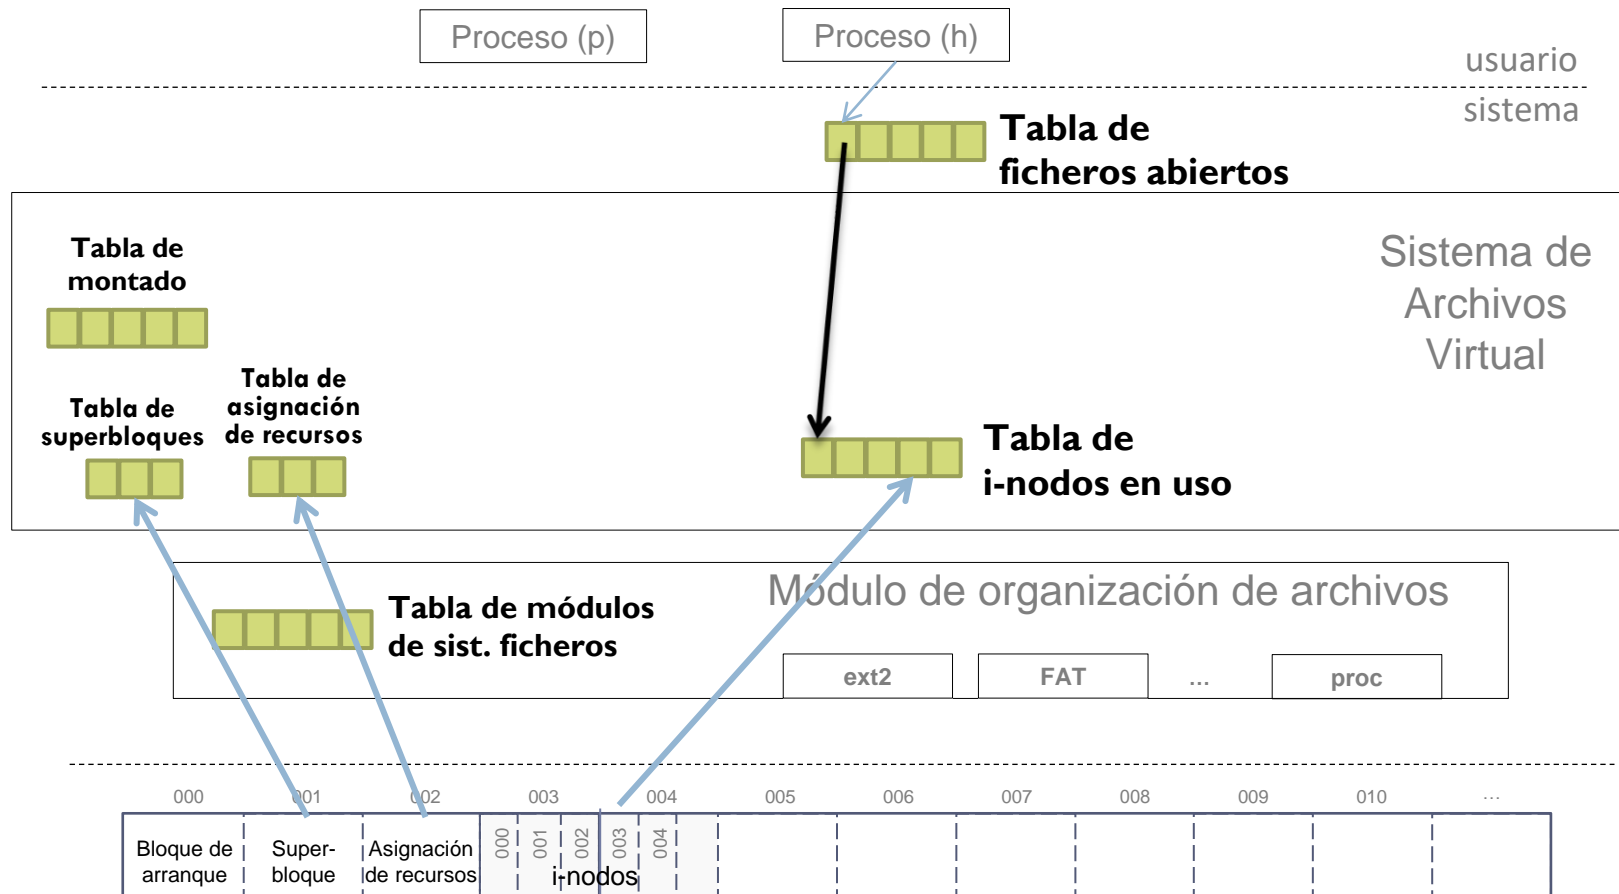 Proceso (p)
Proceso (h)
usuario
sistema
Tabla de
ficheros abiertos
Sistema de
Archivos
Virtual
Tabla de
montado
Tabla de
superbloques
Tabla de
asignación
de recursos
Tabla de
i-nodos en uso
Módulo de organización de archivos
Tabla de módulos
de sist. ficheros
ext2
FAT
...
proc
000
001
002
003
004
005
006
007
008
009
010
...
Bloque de
arranque
Super-
bloque
Asignación
de recursos
000
001
002
003
004
i-nodos